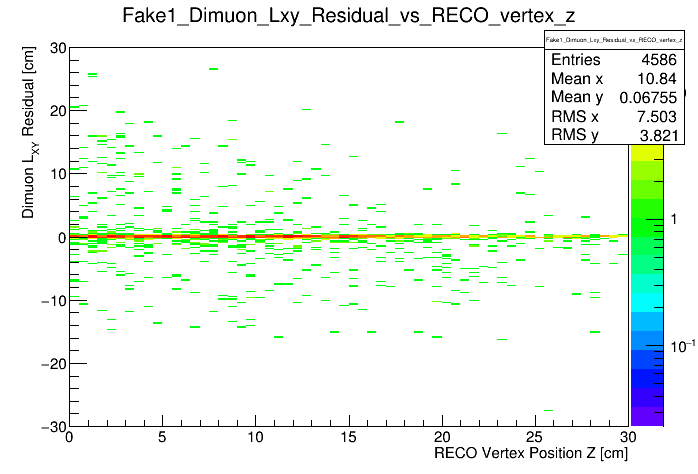 Fake1_Dimuon_Lxy_Residual_vs_RECO_vertex_z
Fake1_Dimuon_Lxy_Residual_vs_RECO_vertex_z
Entries 4586
Mean x 10.84
Mean y 0.06755
RMS x 7.503
RMS y 3.821
Dimuon LXY Residual [cm]
30
20
10
0
−10
−20
−30
0 5 10 15 20 25 30
RECO Vertex Position Z [cm]
1
10−1